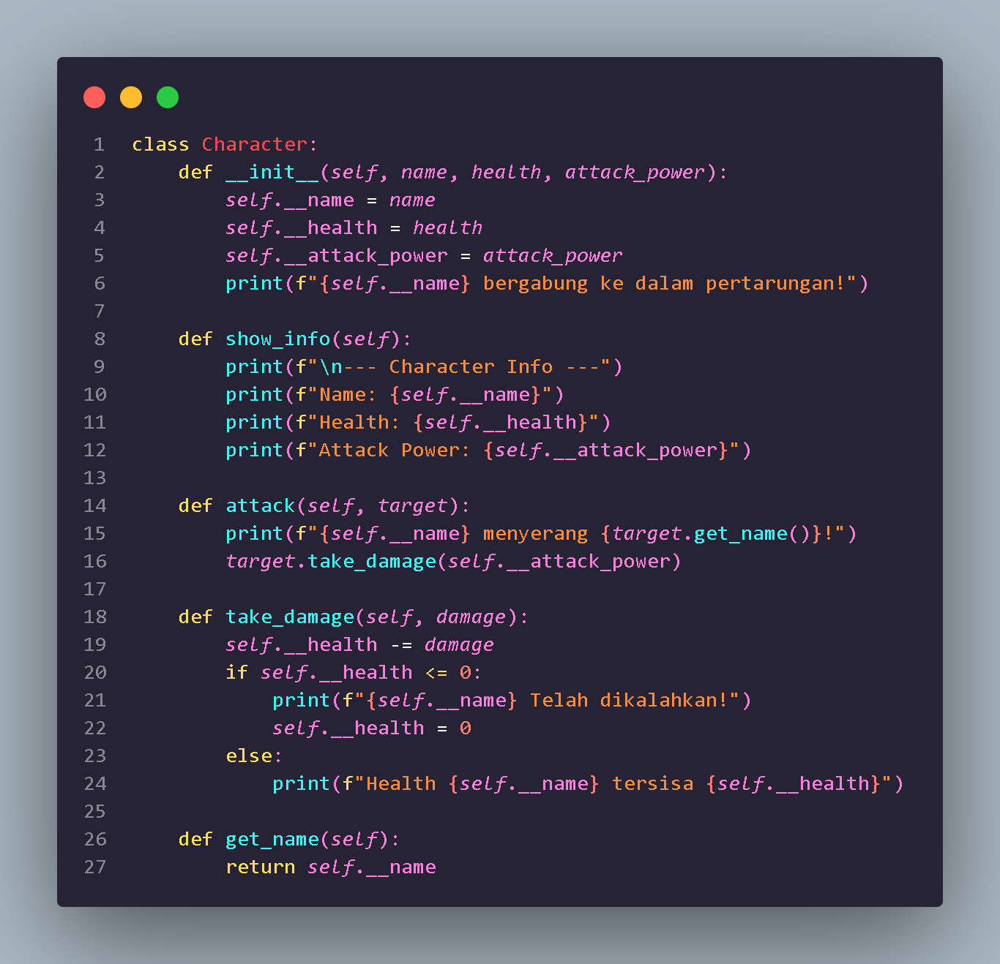 1 class Character:
2     def __init__(self, name, health, attack_power):
3         self.__name = name
4         self.__health = health
5         self.__attack_power = attack_power
6         print(f"{self.__name} bergabung ke dalam pertarungan!")
7
8     def show_info(self):
9         print(f"\n--- Character Info ---")
10         print(f"Name: {self.__name}")
11         print(f"Health: {self.__health}")
12         print(f"Attack Power: {self.__attack_power}")
13
14     def attack(self, target):
15         print(f"{self.__name} menyerang {target.get_name()}!")
16         target.take_damage(self.__attack_power)
17
18     def take_damage(self, damage):
19         self.__health -= damage
20         if self.__health <= 0:
21             print(f"{self.__name} Telah dikalahkan!")
22             self.__health = 0
23         else:
24             print(f"Health {self.__name} tersisa {self.__health}")
25
26     def get_name(self):
27         return self.__name